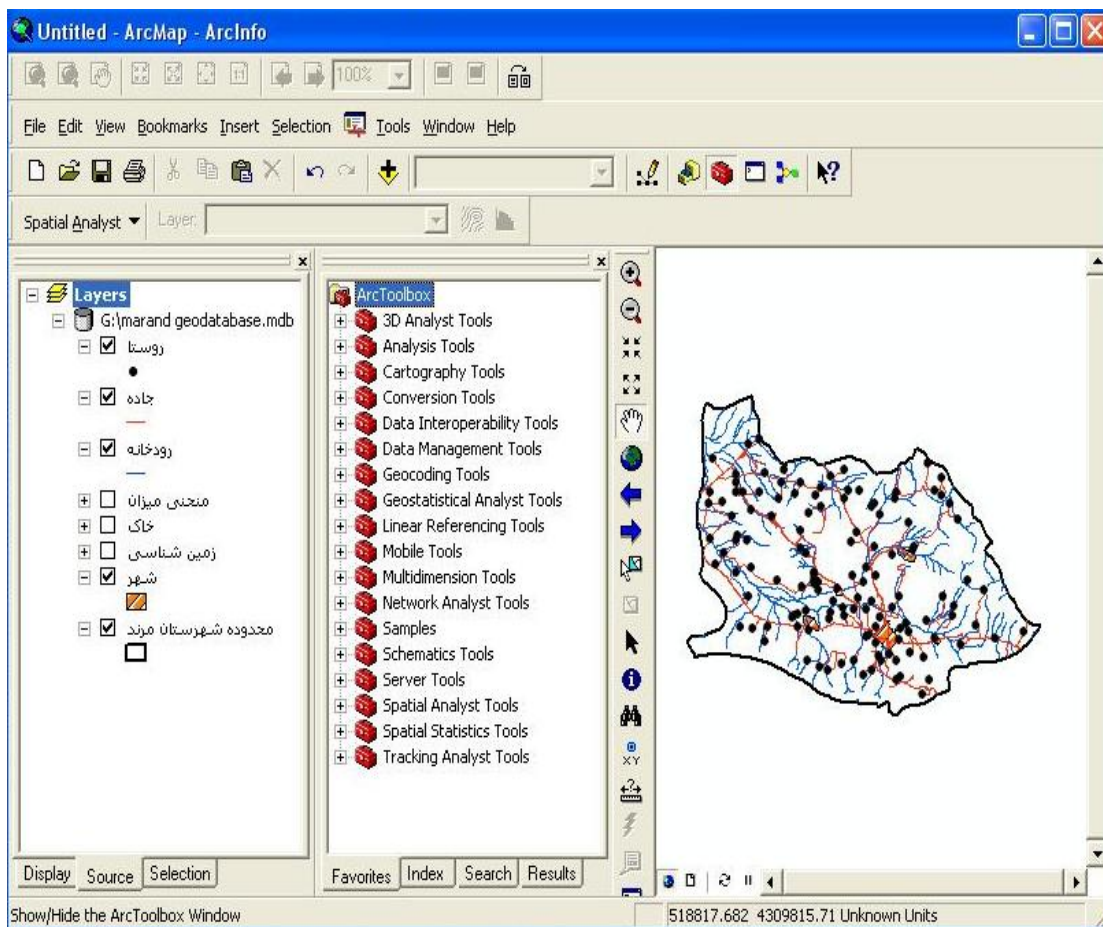 Untitled - ArcMap - ArcInfo
100%
File Edit View Bookmarks Insert Selection Tools Window Help
Spatial Analyst Layer:
Layers
G:\marand geodatabase.mdb
روستا
جاده
رودخانه
منحنی میزان
خاک
زمین شناسی
شهر
محدوده شهرستان مرند
Display Source Selection
ArcToolbox
3D Analyst Tools
Analysis Tools
Cartography Tools
Conversion Tools
Data Interoperability Tools
Data Management Tools
Geocoding Tools
Geostatistical Analyst Tools
Linear Referencing Tools
Mobile Tools
Multidimension Tools
Network Analyst Tools
Samples
Schematics Tools
Server Tools
Spatial Analyst Tools
Spatial Statistics Tools
Tracking Analyst Tools
Favorites Index Search Results
XY
Show/Hide the ArcToolbox Window
518817.682 4309815.71 Unknown Units